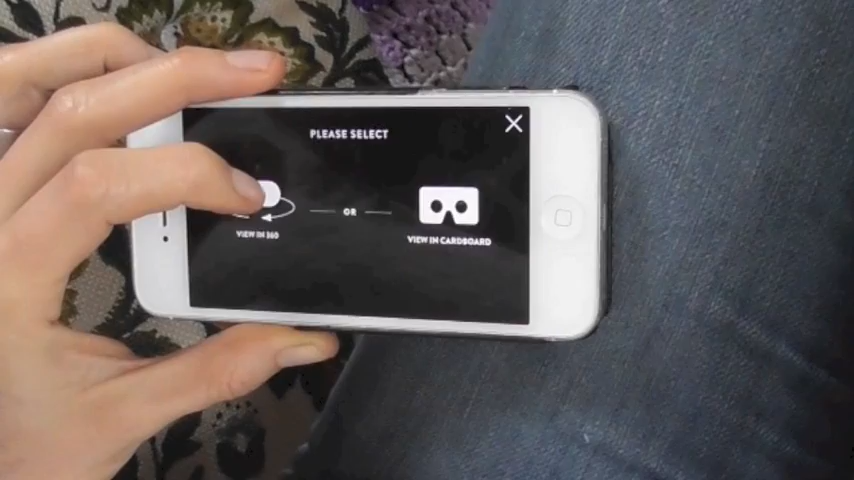 PLEASE SELECT
OR
VIEW IN 360
VIEW IN CARDBOARD